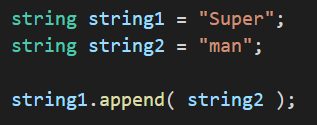 string string1 = "Super";
string string2 = "man";
string1.append( string2 );